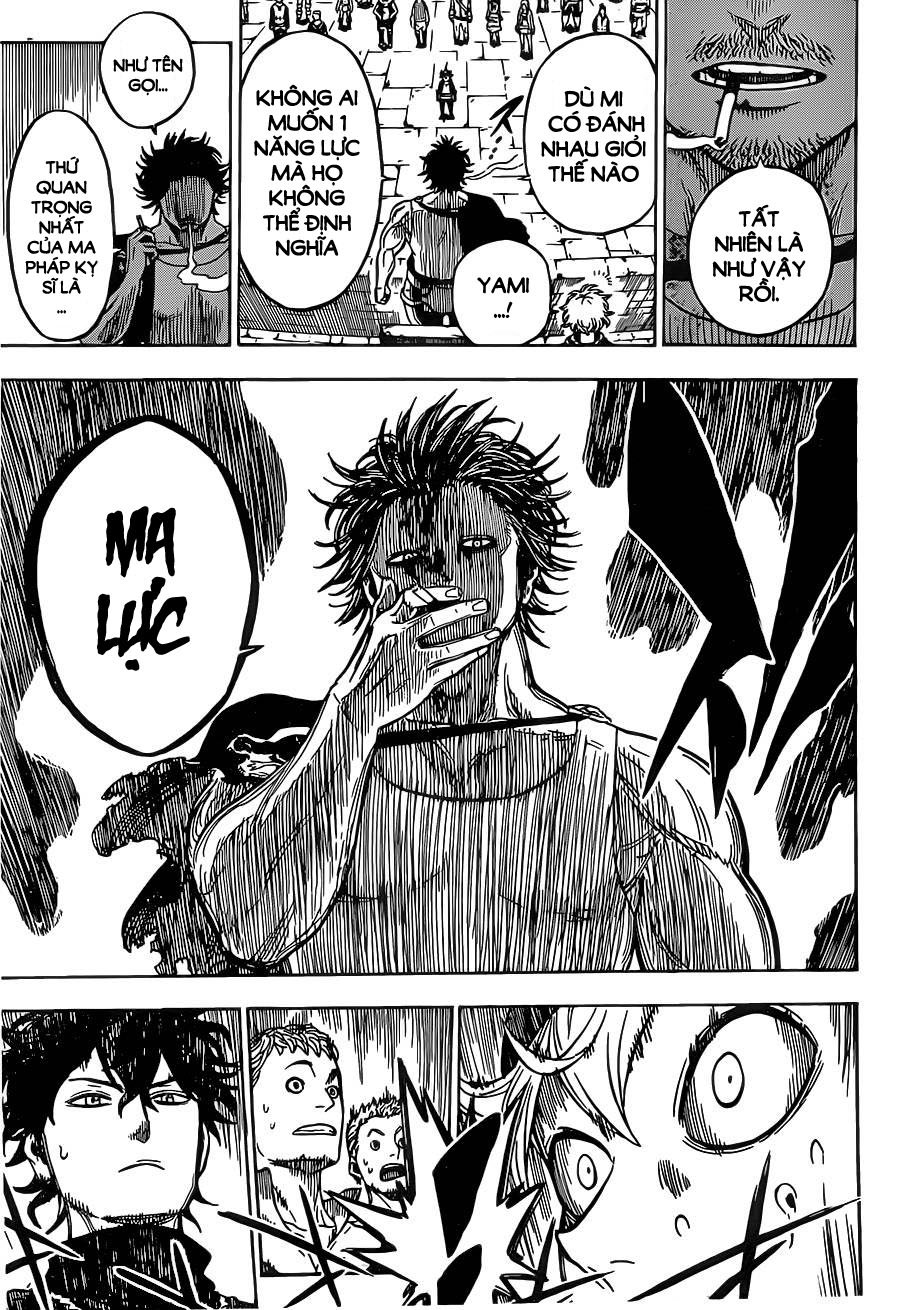 TẤT
NHIÊN LÀ
NHƯ VẬY
RỒI.
DÙ MI
CÓ ĐÁNH
NHAU GIỎI
THẾ NÀO
YAMI
...!
KHÔNG AI
MUỐN 1
NĂNG LỰC
MÀ HỌ
KHÔNG
THỂ ĐỊNH
NGHĨA
NHƯ TÊN
GỌI...
THỨ
QUAN
TRỌNG
NHẤT
CỦA MA
PHÁP KỴ
SĨ LÀ
...
MA
LỰC